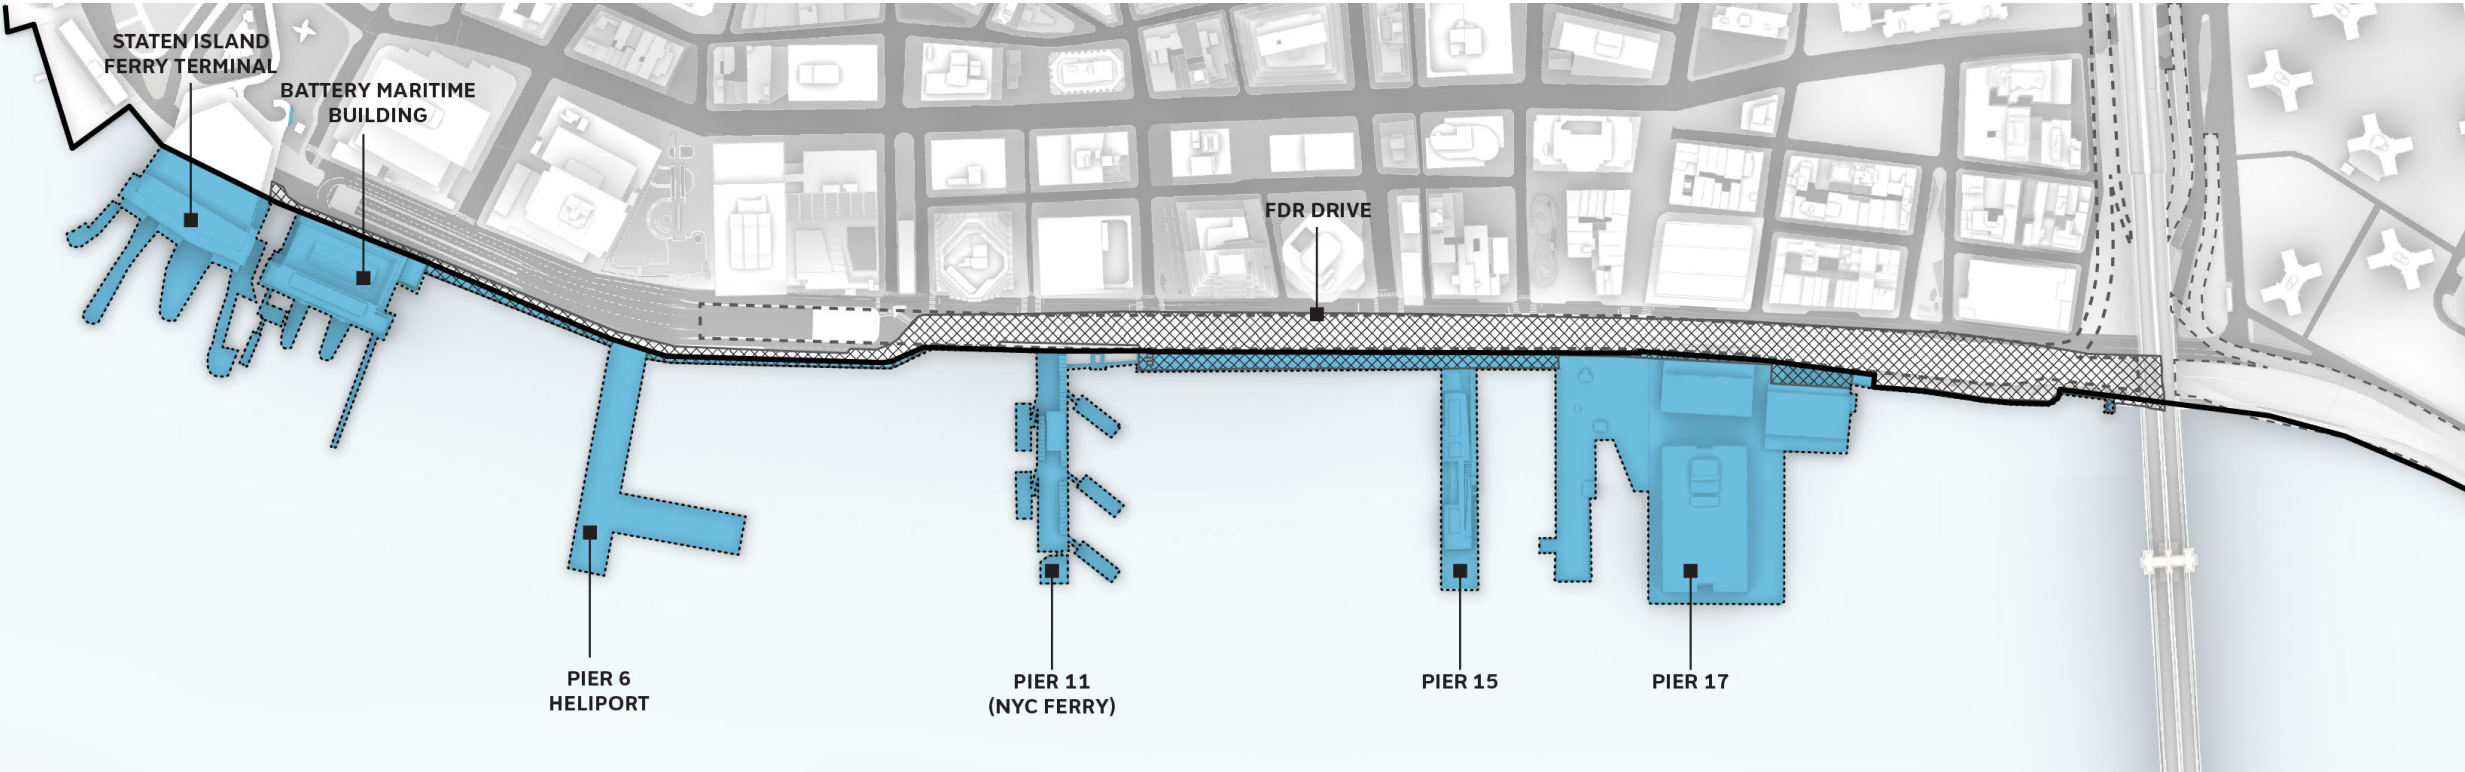 STATEN ISLAND
FERRY TERMINAL
BATTERY MARITIME
BUILDING
FDR DRIVE
PIER 6
HELIPORT
PIER 11
(NYC FERRY)
PIER 15
PIER 17